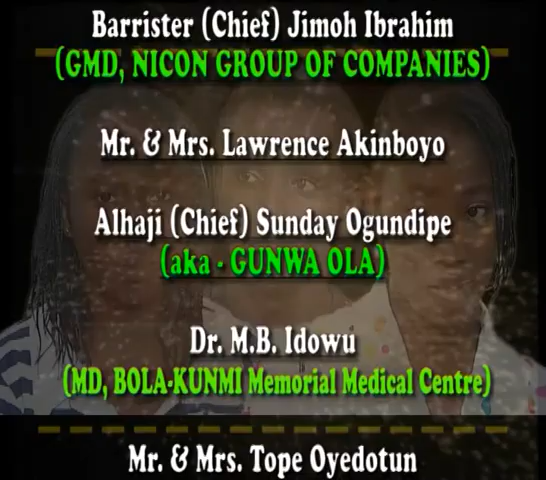 Barrister (Chief) Jimoh Ibrahim
(GMD, NICON GROUP OF COMPANIES)
Mr. & Mrs. Lawrence Akinboyo
Alhaji (Chief) Sunday Ogundipe
(aka - GUNWA OLA)
Dr. M.B. Idowu
(MD, BOLA-KUNMI Memorial Medical Centre)
Mr. & Mrs. Tope Oyedotun